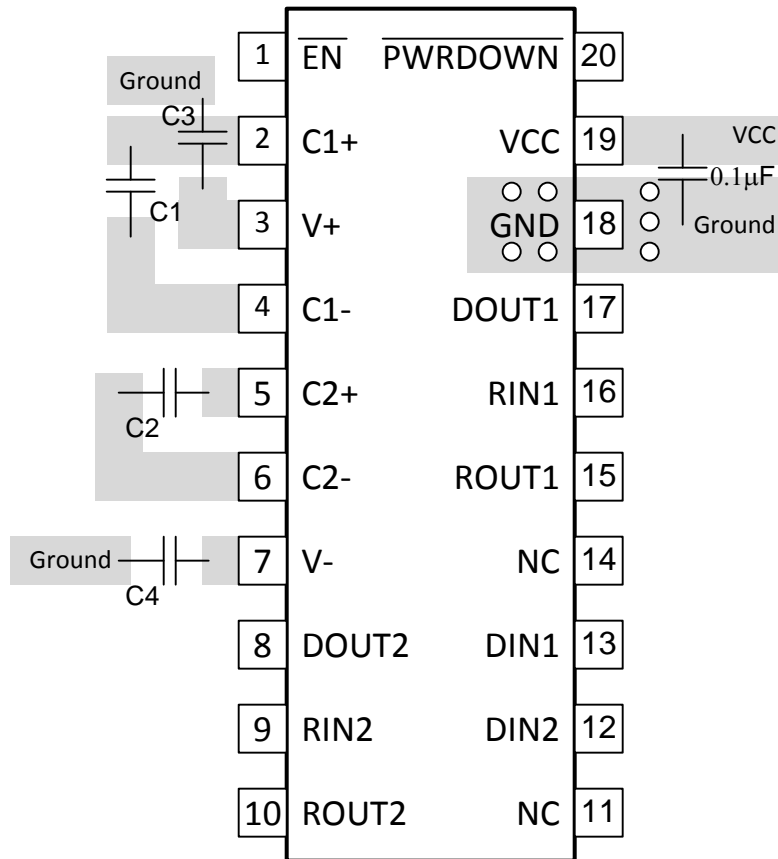 1 EN PWRDOWN 20
Ground
C3
2 C1+ VCC 19 VCC
0.1µF
C1
3 V+ GND 18 Ground
4 C1- DOUT1 17
5 C2+ RIN1 16
C2
6 C2- ROUT1 15
Ground 7 V- NC 14
C4
8 DOUT2 DIN1 13
9 RIN2 DIN2 12
10 ROUT2 NC 11